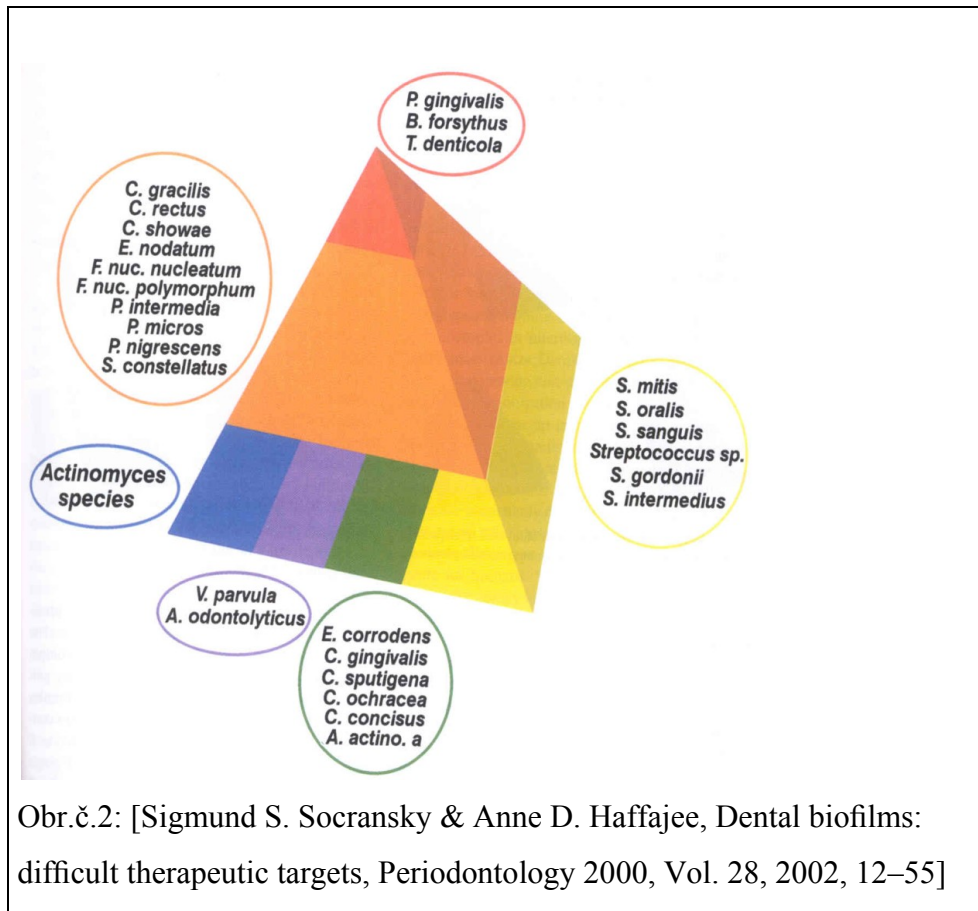 P. gingivalis
B. forsythus
T. denticola
C. gracilis
C. rectus
C. showae
E. nodatum
F. nuc. nucleatum
F. nuc. polymorphum
P. intermedia
P. micros
P. nigrescens
S. constellatus
S. mitis
S. oralis
S. sanguis
Streptococcus sp.
S. gordonii
S. intermedius
Actinomyces
species
V. parvula
A. odontolyticus
E. corrodens
C. gingivalis
C. sputigena
C. ochracea
C. concisus
A. actino. a
Obr.č.2: [Sigmund S. Socransky & Anne D. Haffajee, Dental biofilms:
difficult therapeutic targets, Periodontology 2000, Vol. 28, 2002, 12–55]